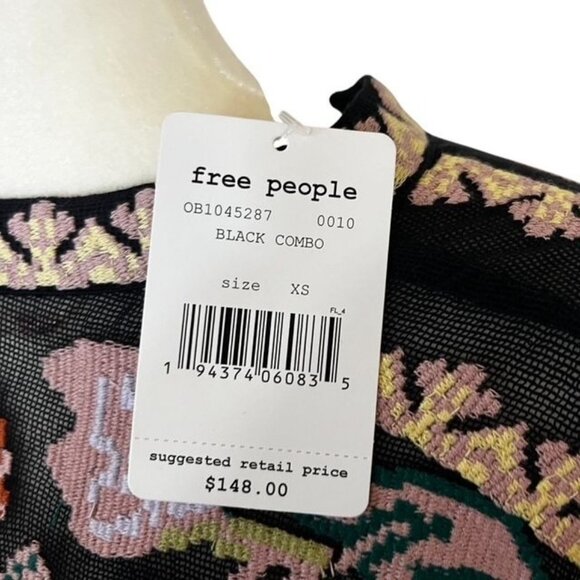 free people
OB1045287 0010
BLACK COMBO
size XS
FL_4
1 94374 06083 5
suggested retail price
$148.00